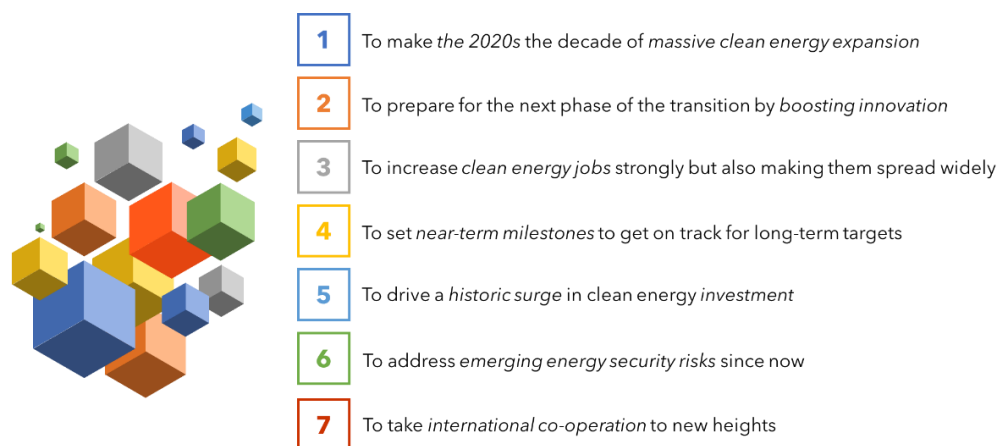 1 To make the 2020s the decade of massive clean energy expansion
2 To prepare for the next phase of the transition by boosting innovation
3 To increase clean energy jobs strongly but also making them spread widely
4 To set near-term milestones to get on track for long-term targets
5 To drive a historic surge in clean energy investment
6 To address emerging energy security risks since now
7 To take international co-operation to new heights